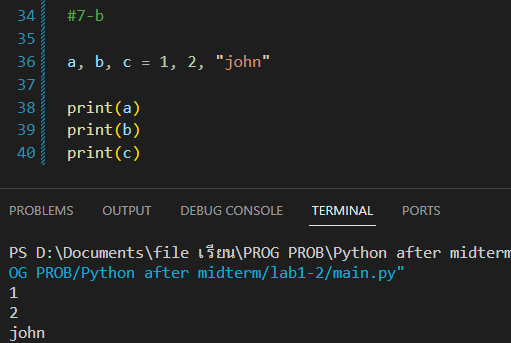 34 #7-b
35
36 a, b, c = 1, 2, "john"
37
38 print(a)
39 print(b)
40 print(c)
PROBLEMS OUTPUT DEBUG CONSOLE TERMINAL PORTS
PS D:\Documents\file เรียน\PROG PROB\Python after midterm
OG PROB/Python after midterm/lab1-2/main.py"
1
2
john